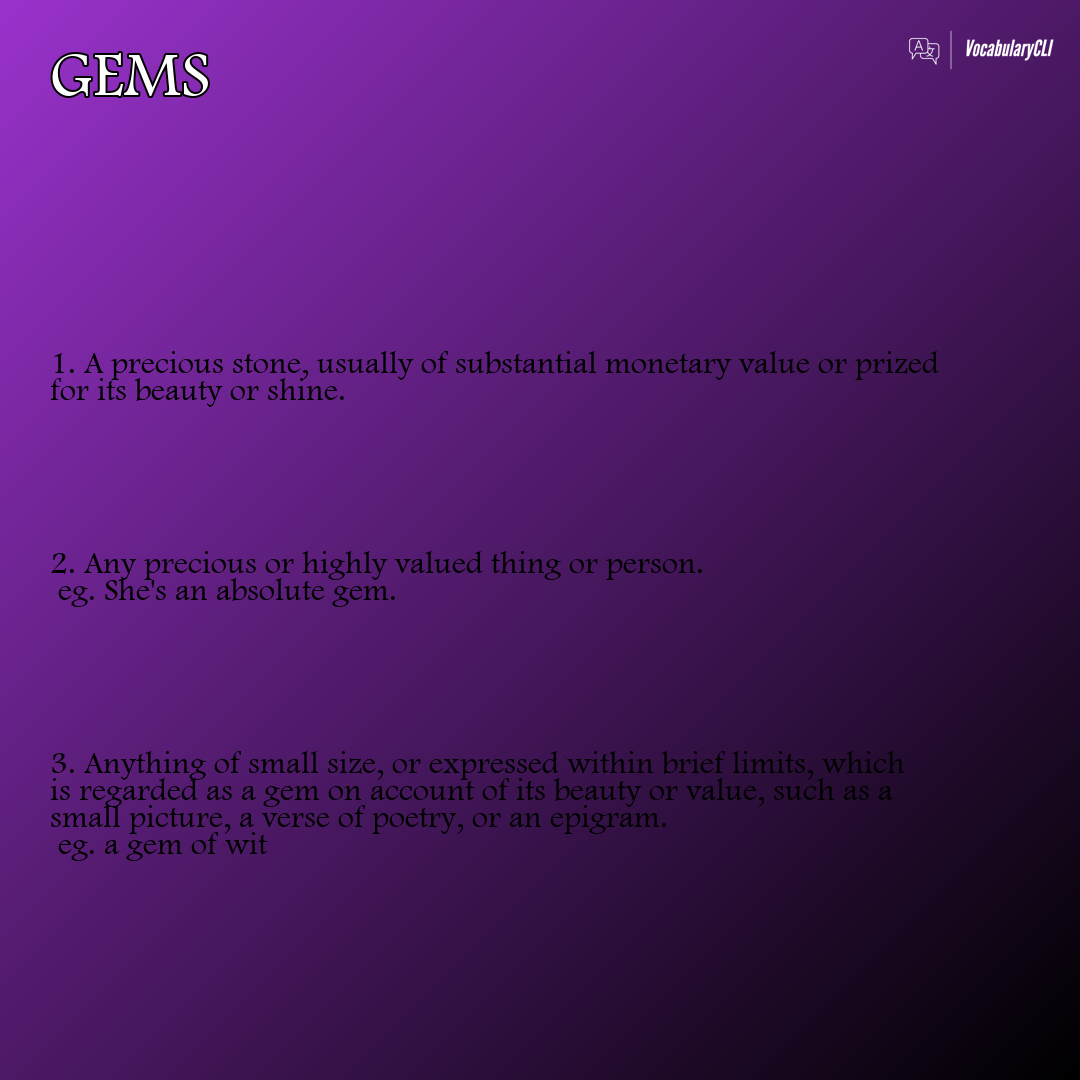 GEMS
VocabularyCLI
1. A precious stone, usually of substantial monetary value or prized
for its beauty or shine.
2. Any precious or highly valued thing or person.
eg. She's an absolute gem.
3. Anything of small size, or expressed within brief limits, which
is regarded as a gem on account of its beauty or value, such as a
small picture, a verse of poetry, or an epigram.
eg. a gem of wit